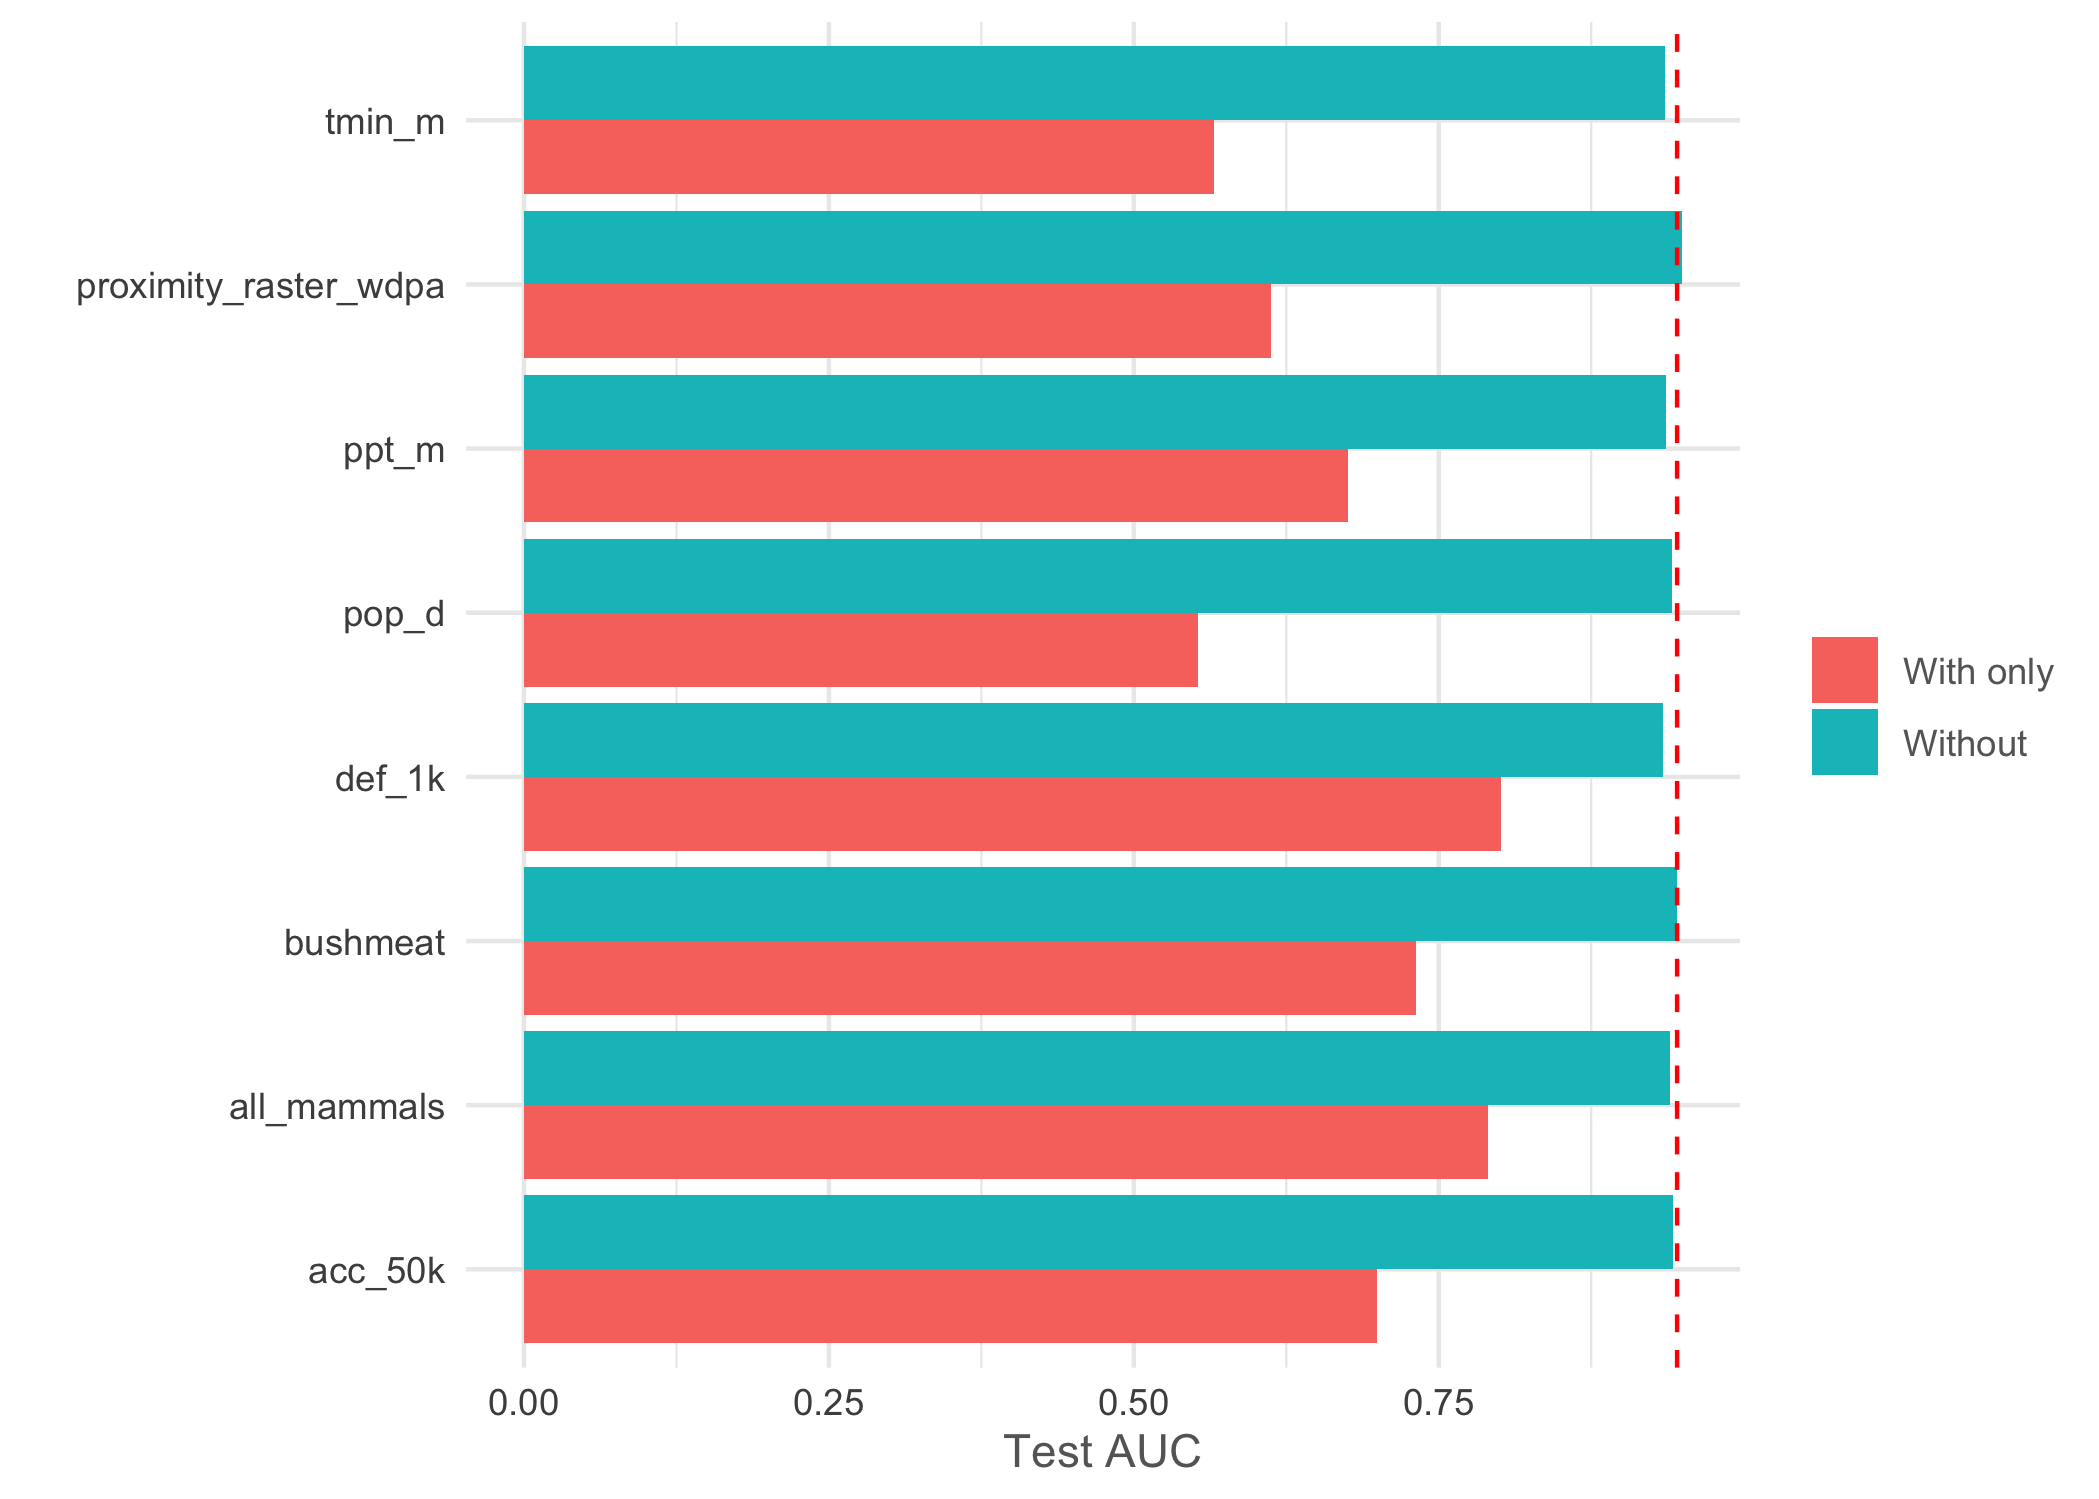 tmin_m
proximity_raster_wdpa
ppt_m
pop_d
def_1k
bushmeat
all_mammals
acc_50k
0.00 0.25 0.50 0.75
Test AUC
With only
Without